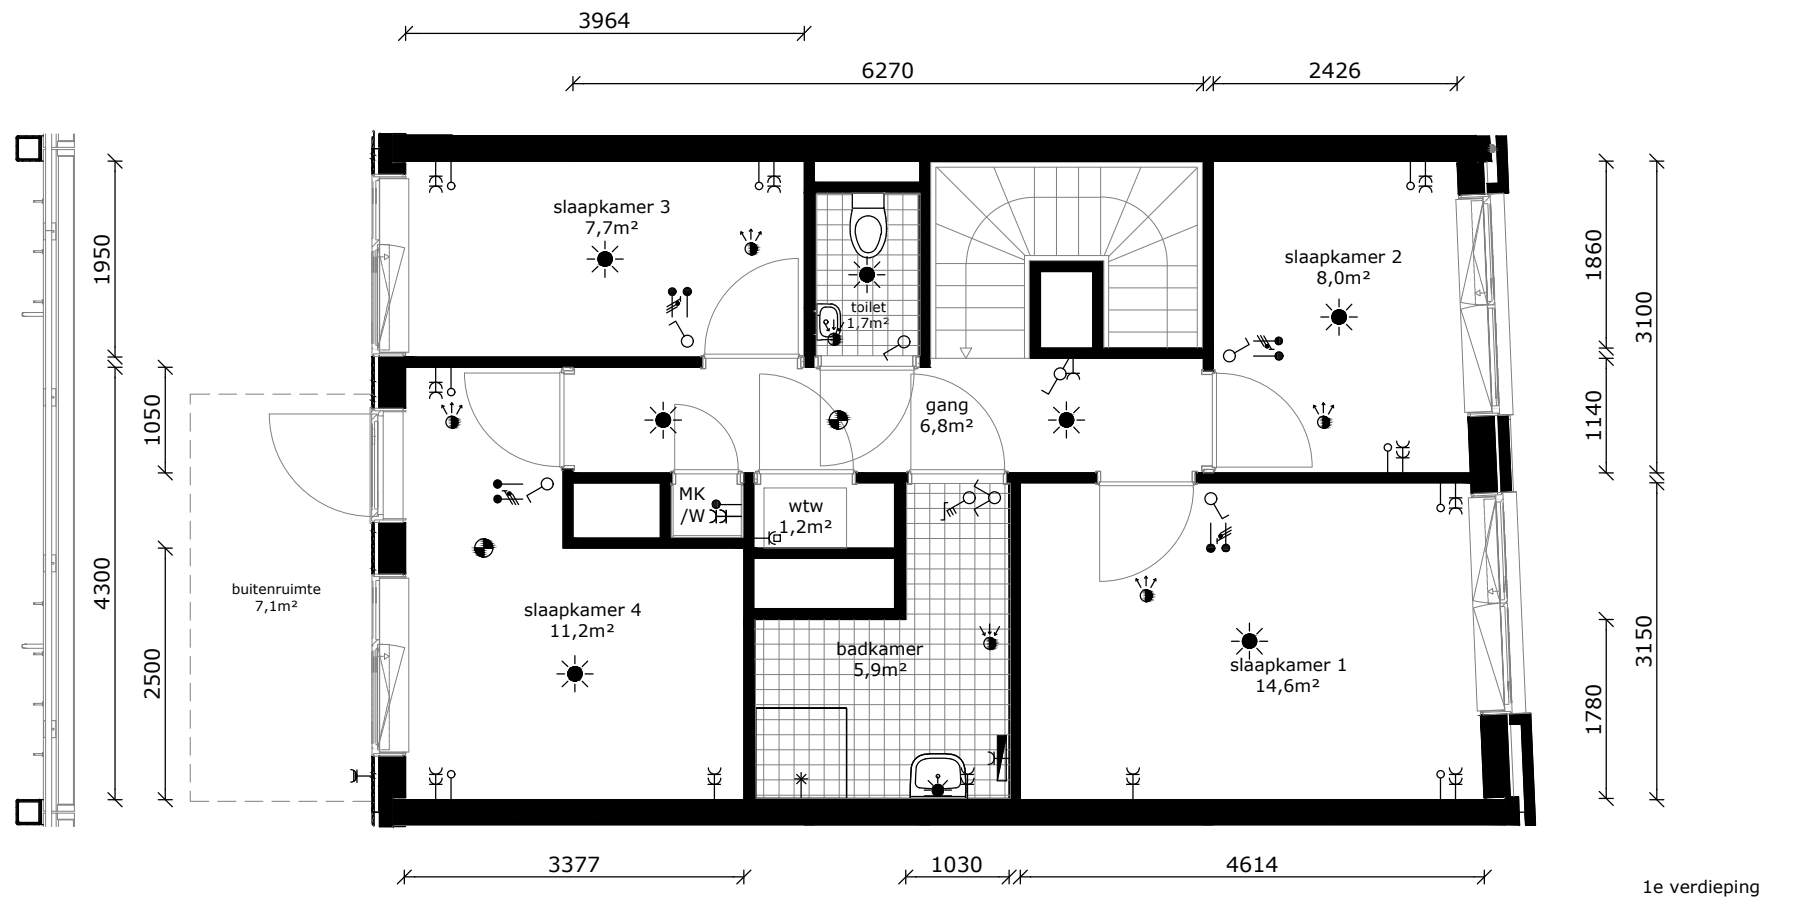 3964
6270
2426
1950
slaapkamer 3
7,7m²
toilet
1,7m²
slaapkamer 2
8,0m²
1860
3100
1050
gang
6,8m²
1140
4300
MK
/W
wtw
1,2m²
buitenruimte
7,1m²
slaapkamer 4
11,2m²
2500
badkamer
5,9m²
slaapkamer 1
14,6m²
1780
3150
3377
1030
4614
1e verdieping